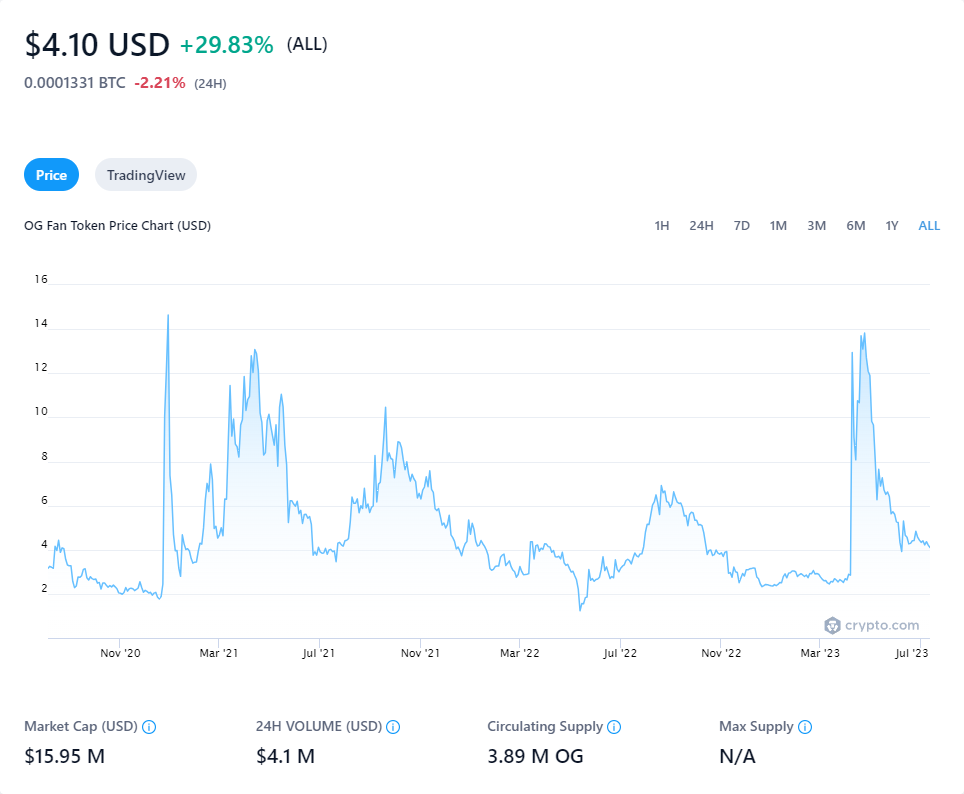 $4.10 USD +29.83% (ALL)
0.0001331 BTC -2.21% (24H)
Price TradingView
OG Fan Token Price Chart (USD) 1H 24H 7D 1M 3M 6M 1Y ALL
16
14
12
10
8
6
4
2
crypto.com
Nov '20 Mar '21 Jul '21 Nov '21 Mar '22 Jul '22 Nov '22 Mar '23 Jul '23
Market Cap (USD) 24H VOLUME (USD) Circulating Supply Max Supply
$15.95 M $4.1 M 3.89 M OG N/A